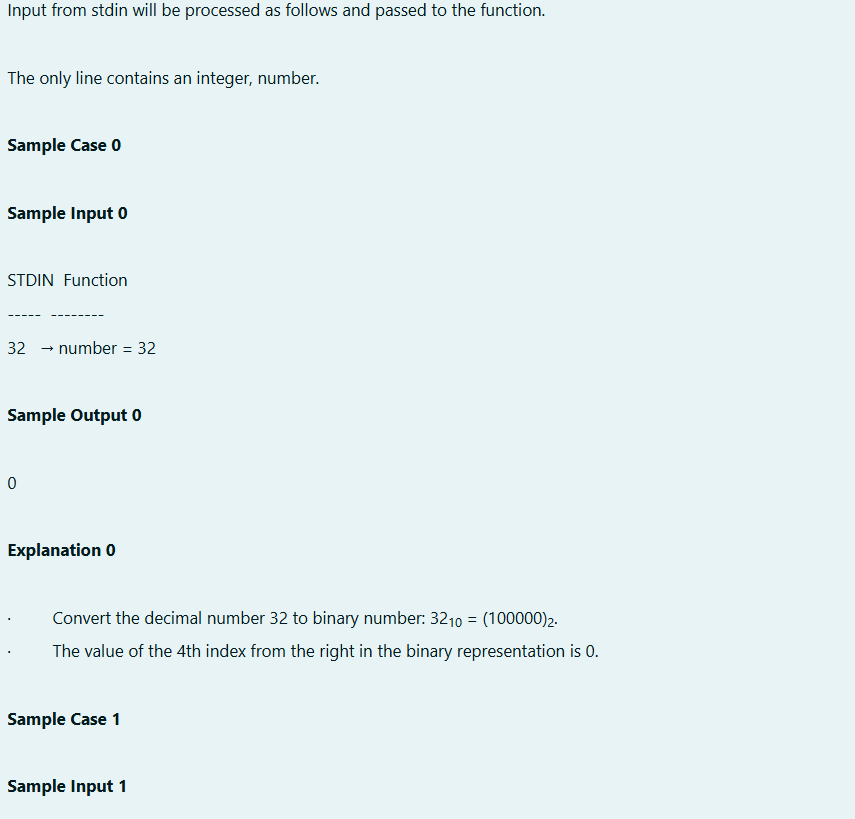 Input from stdin will be processed as follows and passed to the function.
The only line contains an integer, number.
Sample Case 0
Sample Input 0
STDIN  Function
-----  --------
32  → number = 32
Sample Output 0
0
Explanation 0
·  Convert the decimal number 32 to binary number: 32₁₀ = (100000)₂.
·  The value of the 4th index from the right in the binary representation is 0.
Sample Case 1
Sample Input 1